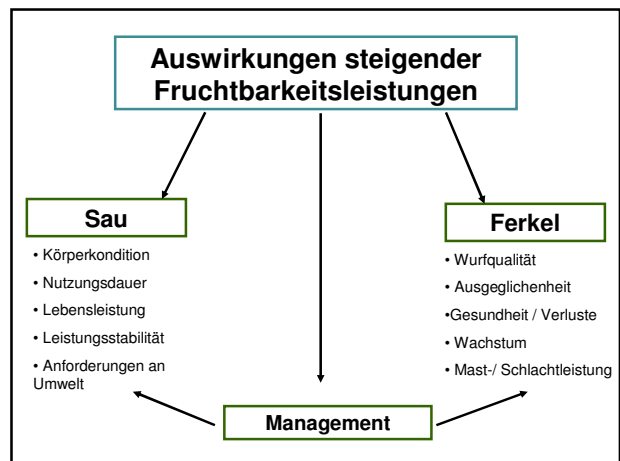 Auswirkungen steigender
Fruchtbarkeitsleistungen
Sau
• Körperkondition
• Nutzungsdauer
• Lebensleistung
• Leistungsstabilität
• Anforderungen an
Umwelt
Ferkel
• Wurfqualität
• Ausgeglichenheit
•Gesundheit / Verluste
• Wachstum
• Mast-/ Schlachtleistung
Management